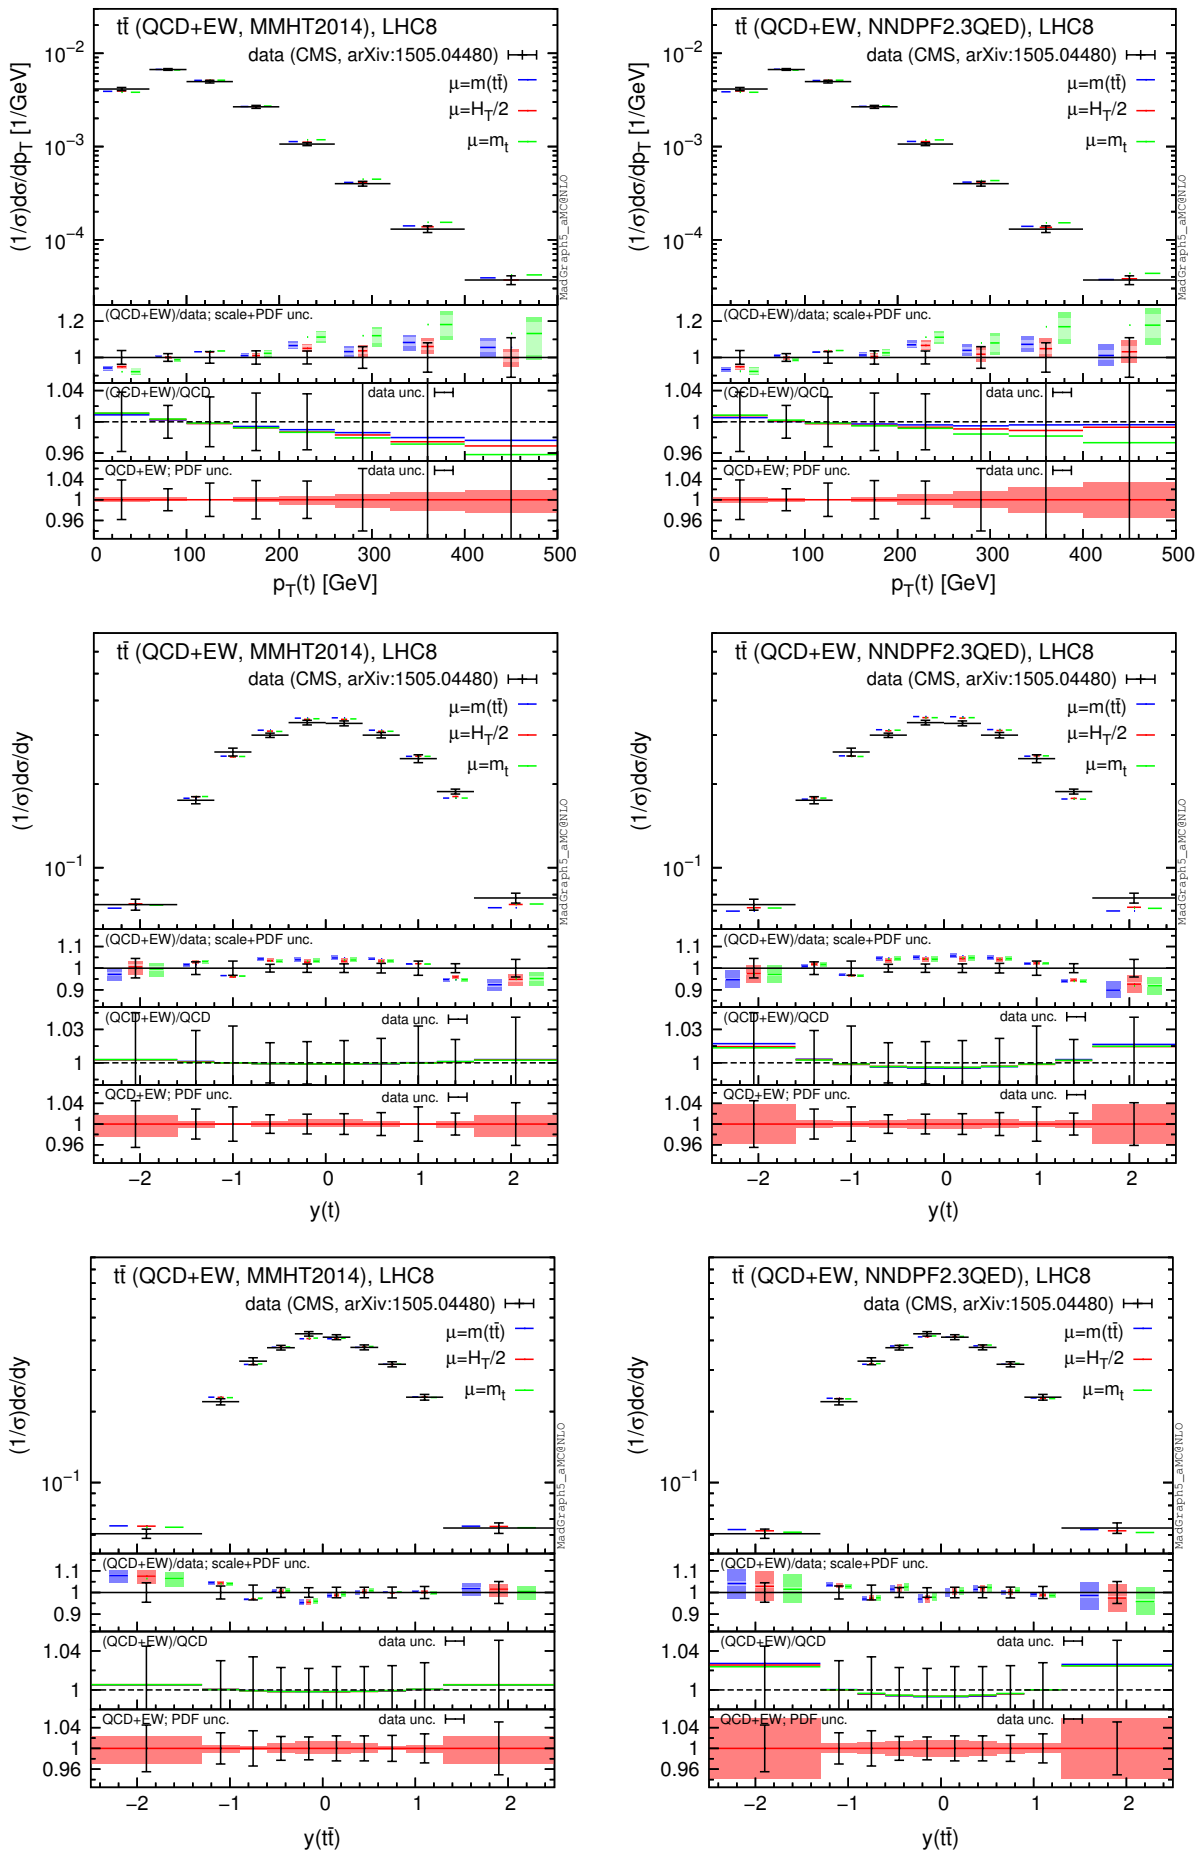 tt̄ (QCD+EW, MMHT2014), LHC8
data (CMS, arXiv:1505.04480)
μ=m(tt̄)
μ=H_T/2
μ=m_t
(1/σ)dσ/dp_T [1/GeV]
10^−2
10^−3
10^−4
MadGraph5_aMC@NLO
(QCD+EW)/data; scale+PDF unc.
1.2
1
(QCD+EW)/QCD
data unc.
1.04
1
0.96
QCD+EW; PDF unc.
data unc.
1.04
1
0.96
0 100 200 300 400 500
p_T(t) [GeV]
tt̄ (QCD+EW, NNDPF2.3QED), LHC8
data (CMS, arXiv:1505.04480)
μ=m(tt̄)
μ=H_T/2
μ=m_t
(1/σ)dσ/dp_T [1/GeV]
10^−2
10^−3
10^−4
MadGraph5_aMC@NLO
(QCD+EW)/data; scale+PDF unc.
1.2
1
(QCD+EW)/QCD
data unc.
1.04
1
0.96
QCD+EW; PDF unc.
data unc.
1.04
1
0.96
0 100 200 300 400 500
p_T(t) [GeV]
tt̄ (QCD+EW, MMHT2014), LHC8
data (CMS, arXiv:1505.04480)
μ=m(tt̄)
μ=H_T/2
μ=m_t
(1/σ)dσ/dy
10^−1
MadGraph5_aMC@NLO
(QCD+EW)/data; scale+PDF unc.
1.1
1
0.9
(QCD+EW)/QCD
data unc.
1.03
1
QCD+EW; PDF unc.
data unc.
1.04
1
0.96
−2 −1 0 1 2
y(t)
tt̄ (QCD+EW, NNDPF2.3QED), LHC8
data (CMS, arXiv:1505.04480)
μ=m(tt̄)
μ=H_T/2
μ=m_t
(1/σ)dσ/dy
10^−1
MadGraph5_aMC@NLO
(QCD+EW)/data; scale+PDF unc.
1.1
1
0.9
(QCD+EW)/QCD
data unc.
1.03
1
QCD+EW; PDF unc.
data unc.
1.04
1
0.96
−2 −1 0 1 2
y(t)
tt̄ (QCD+EW, MMHT2014), LHC8
data (CMS, arXiv:1505.04480)
μ=m(tt̄)
μ=H_T/2
μ=m_t
(1/σ)dσ/dy
10^−1
MadGraph5_aMC@NLO
(QCD+EW)/data; scale+PDF unc.
1.1
1
0.9
(QCD+EW)/QCD
data unc.
1.04
1
QCD+EW; PDF unc.
data unc.
1.04
1
0.96
−2 −1 0 1 2
y(tt̄)
tt̄ (QCD+EW, NNDPF2.3QED), LHC8
data (CMS, arXiv:1505.04480)
μ=m(tt̄)
μ=H_T/2
μ=m_t
(1/σ)dσ/dy
10^−1
MadGraph5_aMC@NLO
(QCD+EW)/data; scale+PDF unc.
1.1
1
0.9
(QCD+EW)/QCD
data unc.
1.04
1
QCD+EW; PDF unc.
data unc.
1.04
1
0.96
−2 −1 0 1 2
y(tt̄)